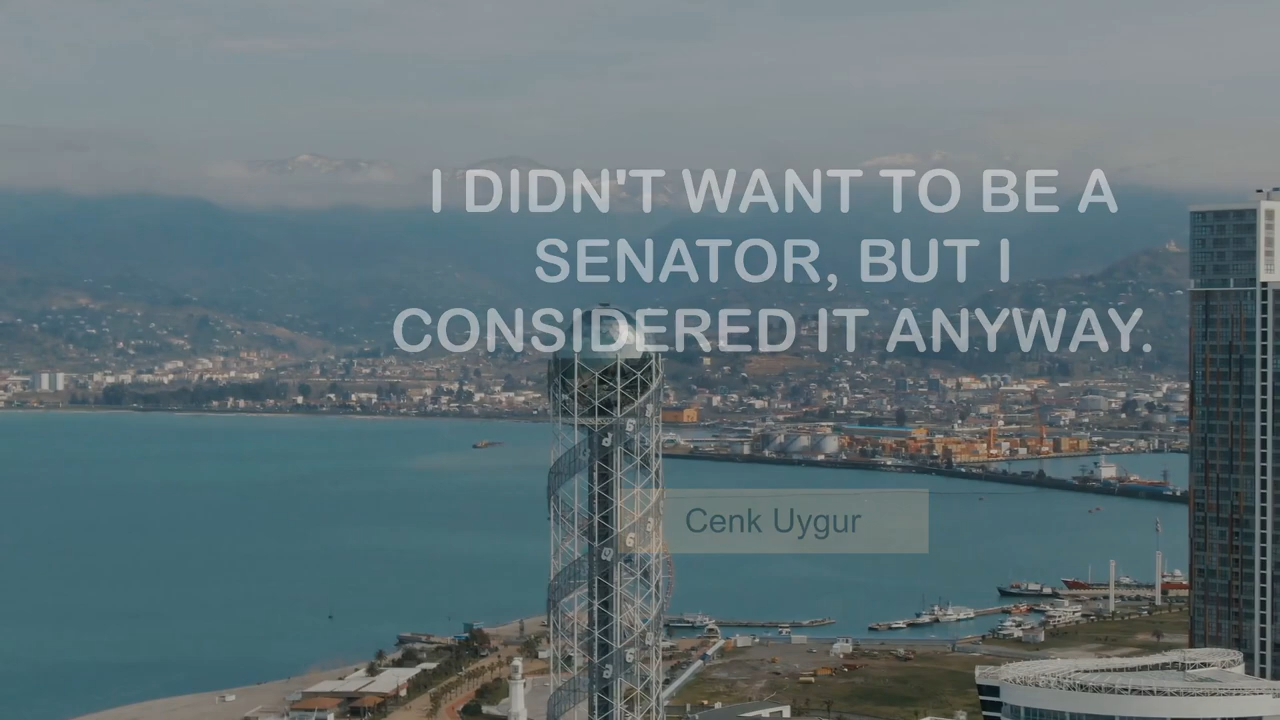 I DIDN'T WANT TO BE A
SENATOR, BUT I
CONSIDERED IT ANYWAY.
Cenk Uygur